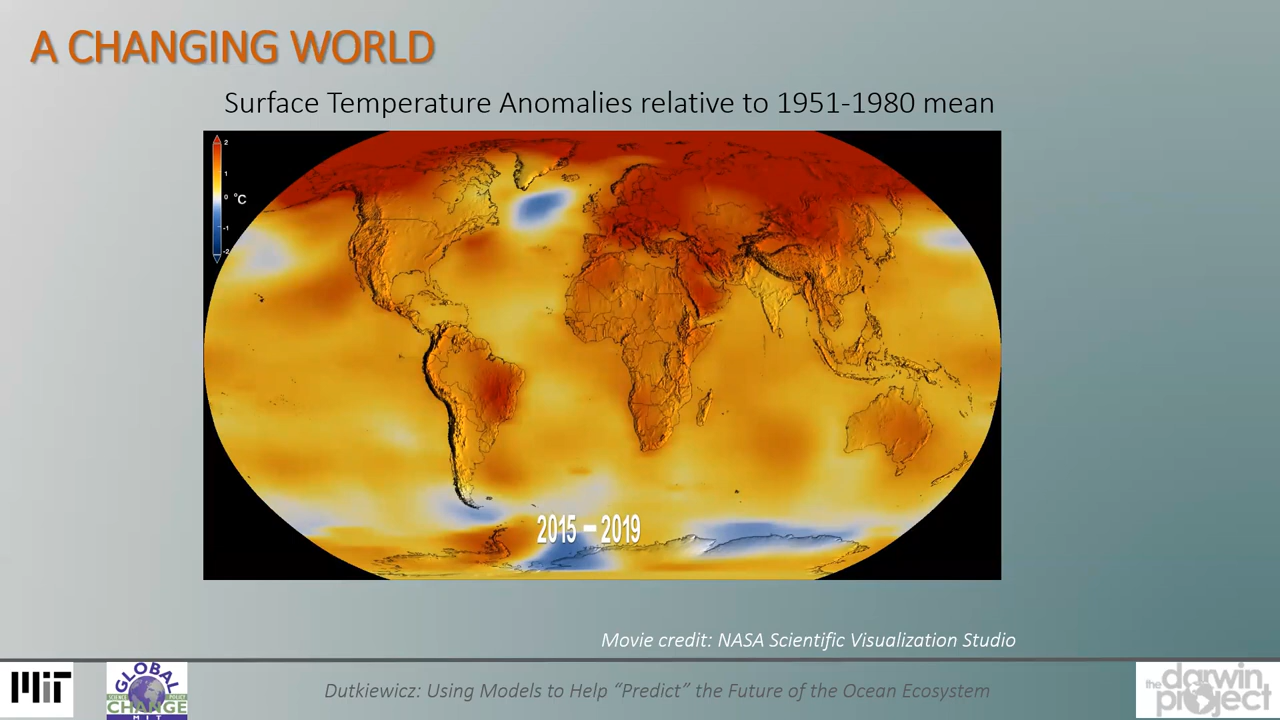 A CHANGING WORLD
Surface Temperature Anomalies relative to 1951-1980 mean
2
1
0 °C
-1
-2
2015 – 2019
Movie credit: NASA Scientific Visualization Studio
MiT
GLOBAL
SCIENCE POLICY
CHANGE
MIT
Dutkiewicz: Using Models to Help “Predict” the Future of the Ocean Ecosystem
the darwin
project